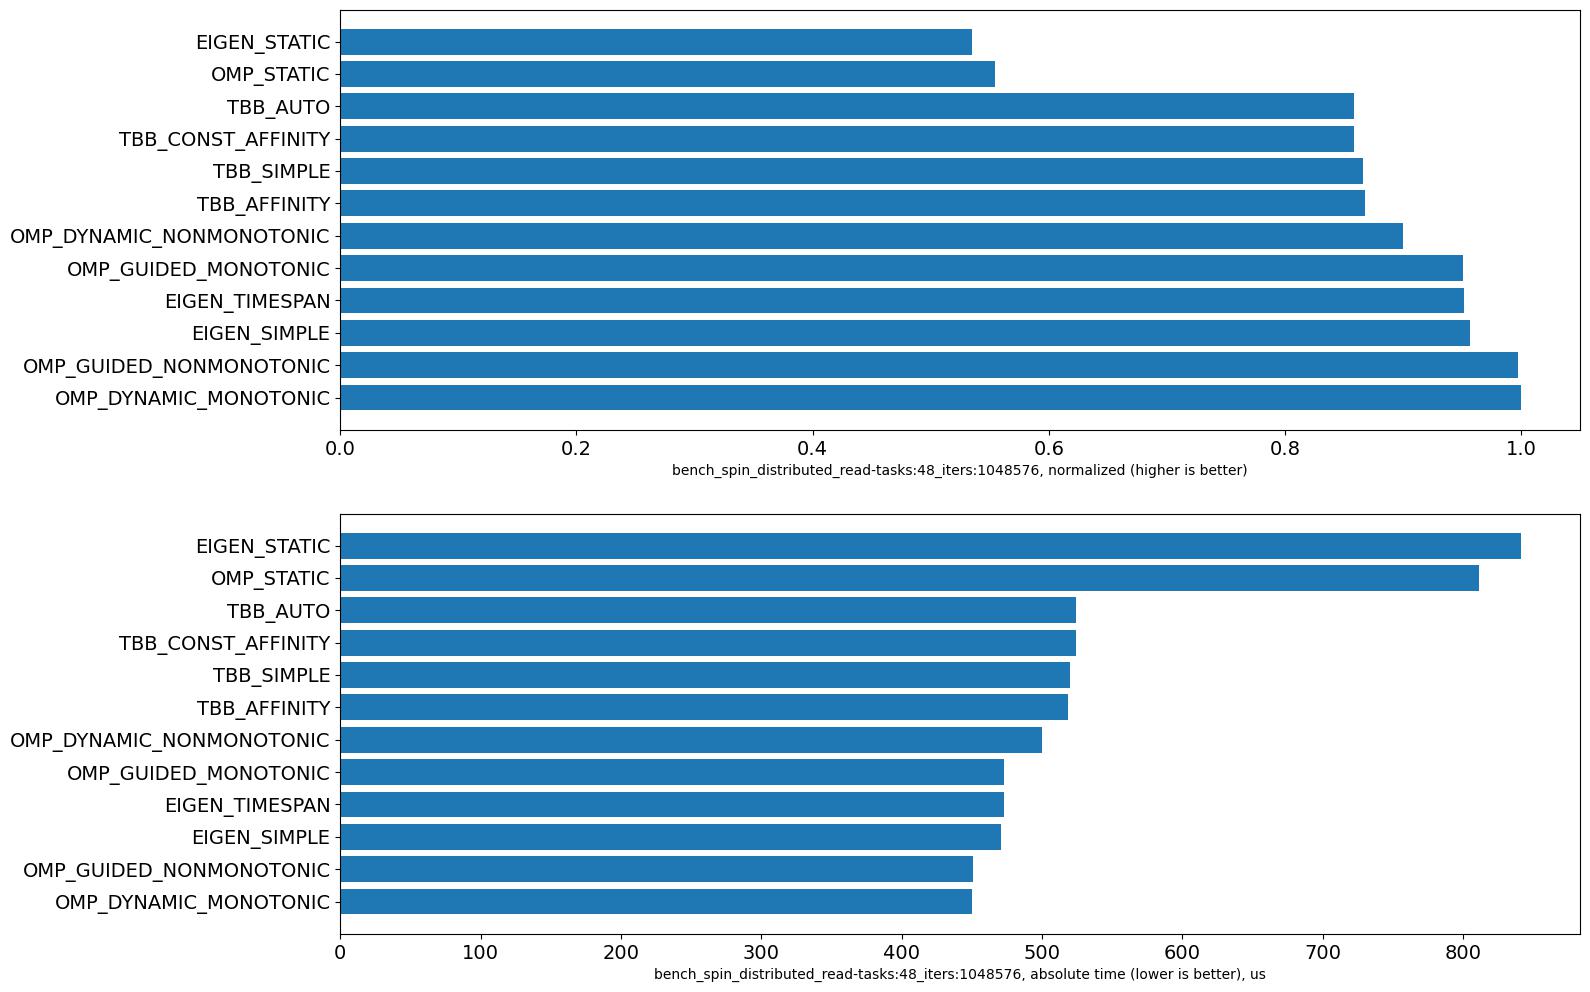 EIGEN_STATIC
OMP_STATIC
TBB_AUTO
TBB_CONST_AFFINITY
TBB_SIMPLE
TBB_AFFINITY
OMP_DYNAMIC_NONMONOTONIC
OMP_GUIDED_MONOTONIC
EIGEN_TIMESPAN
EIGEN_SIMPLE
OMP_GUIDED_NONMONOTONIC
OMP_DYNAMIC_MONOTONIC
0.0 0.2 0.4 0.6 0.8 1.0
bench_spin_distributed_read-tasks:48_iters:1048576, normalized (higher is better)
EIGEN_STATIC
OMP_STATIC
TBB_AUTO
TBB_CONST_AFFINITY
TBB_SIMPLE
TBB_AFFINITY
OMP_DYNAMIC_NONMONOTONIC
OMP_GUIDED_MONOTONIC
EIGEN_TIMESPAN
EIGEN_SIMPLE
OMP_GUIDED_NONMONOTONIC
OMP_DYNAMIC_MONOTONIC
0 100 200 300 400 500 600 700 800
bench_spin_distributed_read-tasks:48_iters:1048576, absolute time (lower is better), us